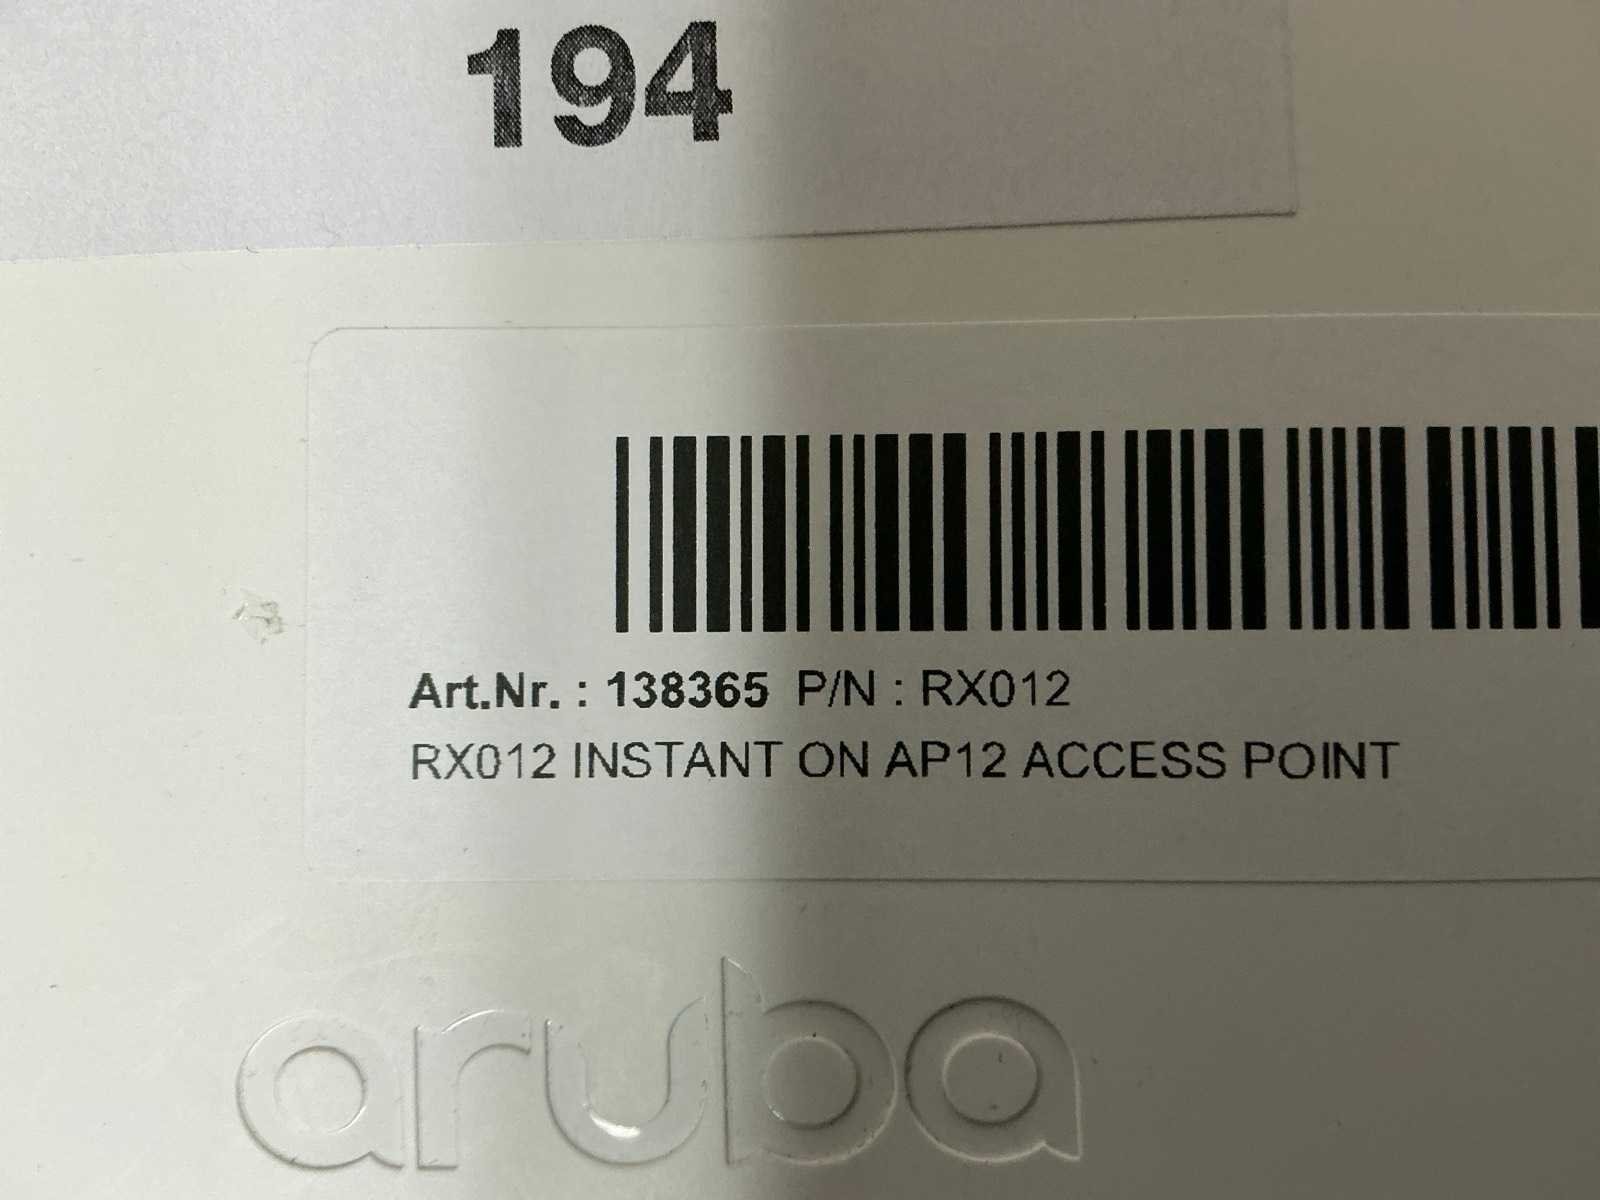 194
Art.Nr. : 138365 P/N : RX012
RX012 INSTANT ON AP12 ACCESS POINT
aruba